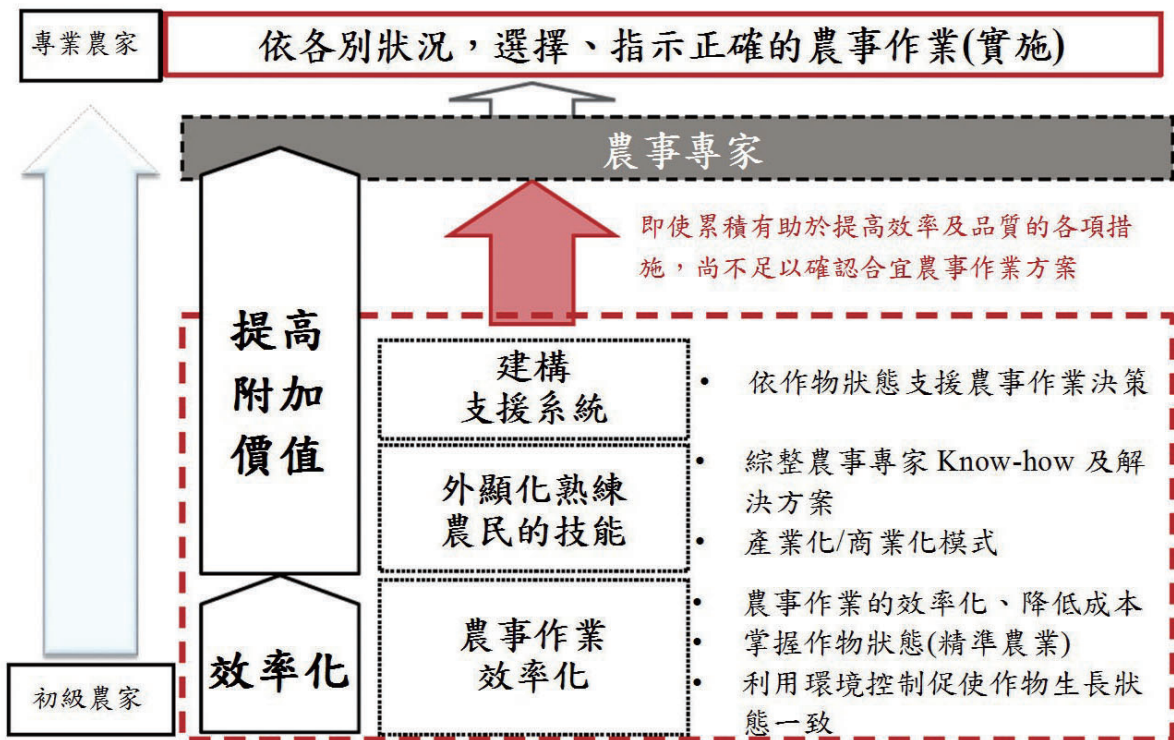 專業農家
依各別狀況，選擇、指示正確的農事作業(實施)
農事專家
即使累積有助於提高效率及品質的各項措
施，尚不足以確認合宜農事作業方案
提高
附加
價值
建構
支援系統
• 依作物狀態支援農事作業決策
外顯化熟練
農民的技能
• 綜整農事專家 Know-how 及解
決方案
• 產業化/商業化模式
效率化
農事作業
效率化
• 農事作業的效率化、降低成本
• 掌握作物狀態(精準農業)
• 利用環境控制促使作物生長狀
態一致
初級農家